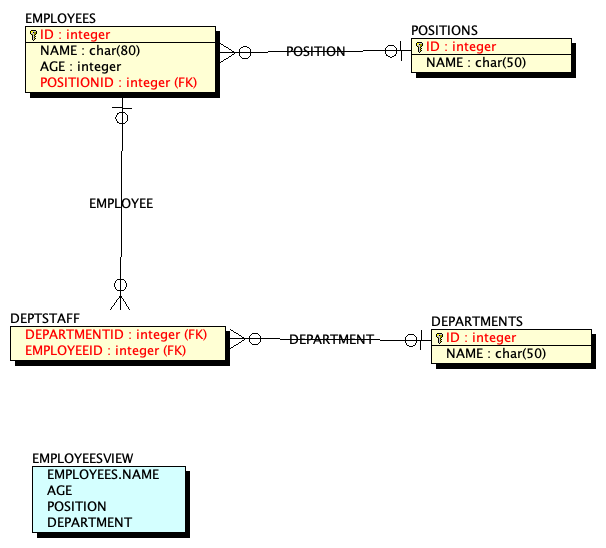 EMPLOYEES
ID : integer
NAME : char(80)
AGE : integer
POSITIONID : integer (FK)
POSITION
POSITIONS
ID : integer
NAME : char(50)
EMPLOYEE
DEPTSTAFF
DEPARTMENTID : integer (FK)
EMPLOYEEID : integer (FK)
DEPARTMENT
DEPARTMENTS
ID : integer
NAME : char(50)
EMPLOYEESVIEW
EMPLOYEES.NAME
AGE
POSITION
DEPARTMENT